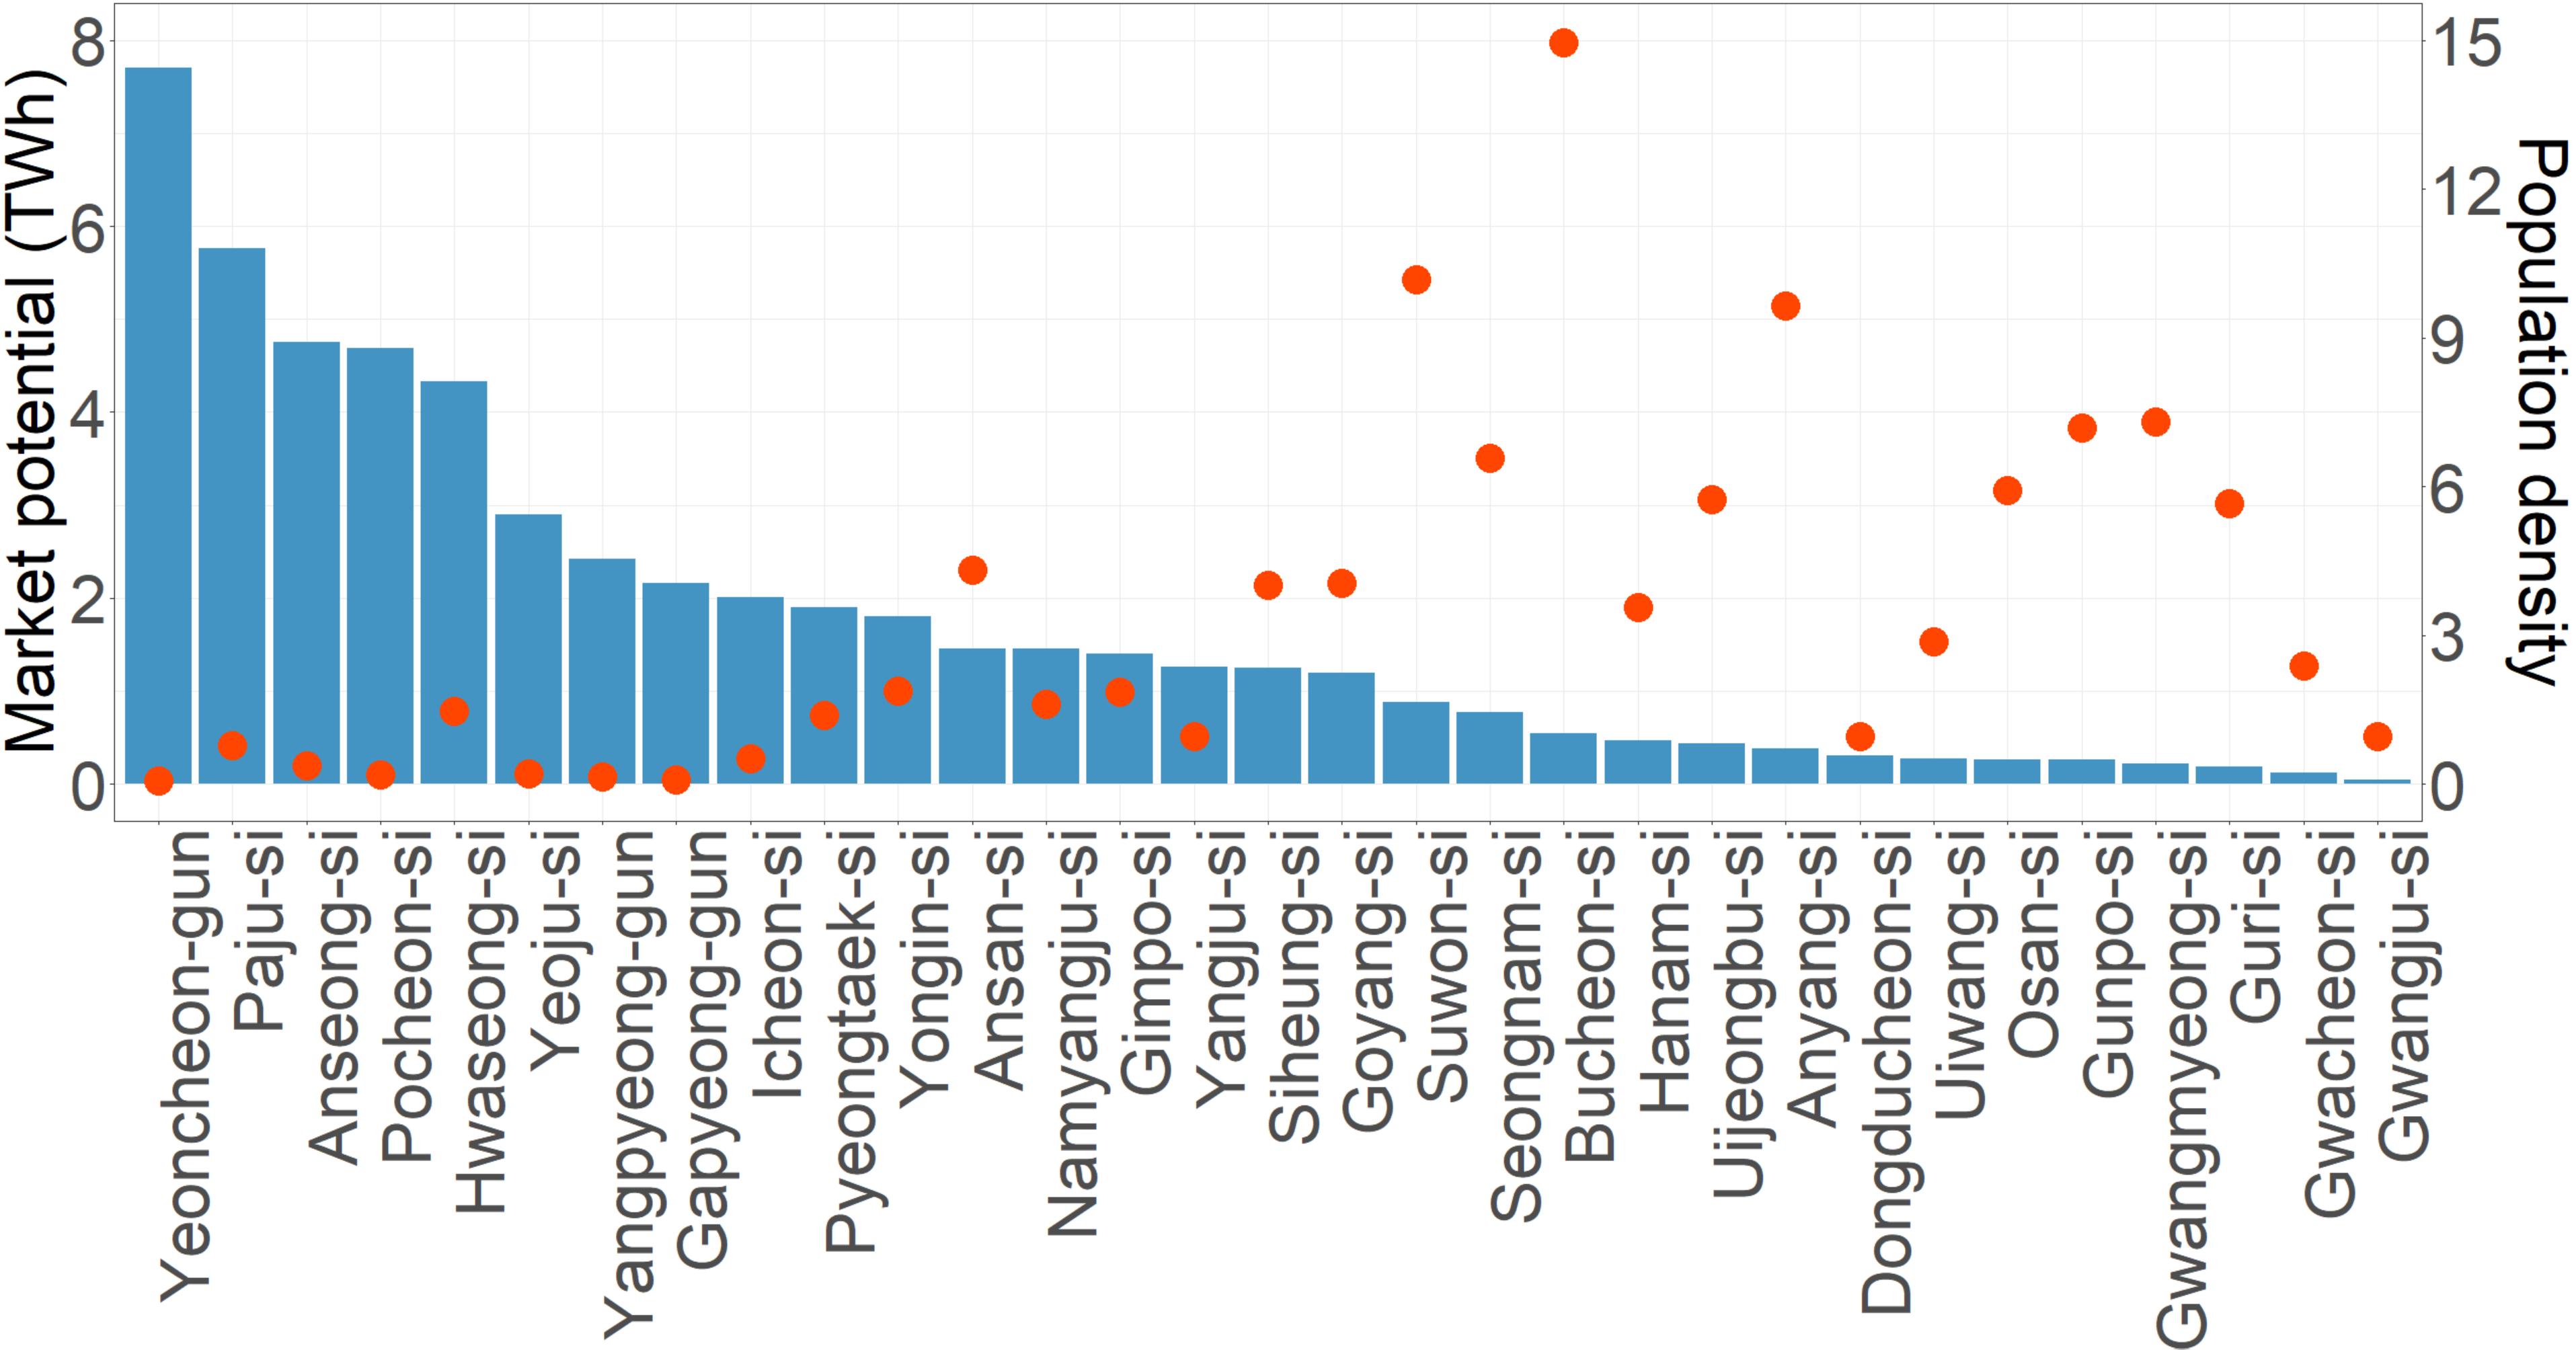 Market potential (TWh)
8
6
4
2
0
15
12
9
6
3
0
Population density
Yeoncheon-gun
Paju-si
Anseong-si
Pocheon-si
Hwaseong-si
Yeoju-si
Yangpyeong-gun
Gapyeong-gun
Icheon-si
Pyeongtaek-si
Yongin-si
Ansan-si
Namyangju-si
Gimpo-si
Yangju-si
Siheung-si
Goyang-si
Suwon-si
Seongnam-si
Bucheon-si
Hanam-si
Uijeongbu-si
Anyang-si
Dongducheon-si
Uiwang-si
Osan-si
Gunpo-si
Gwangmyeong-si
Guri-si
Gwacheon-si
Gwangju-si